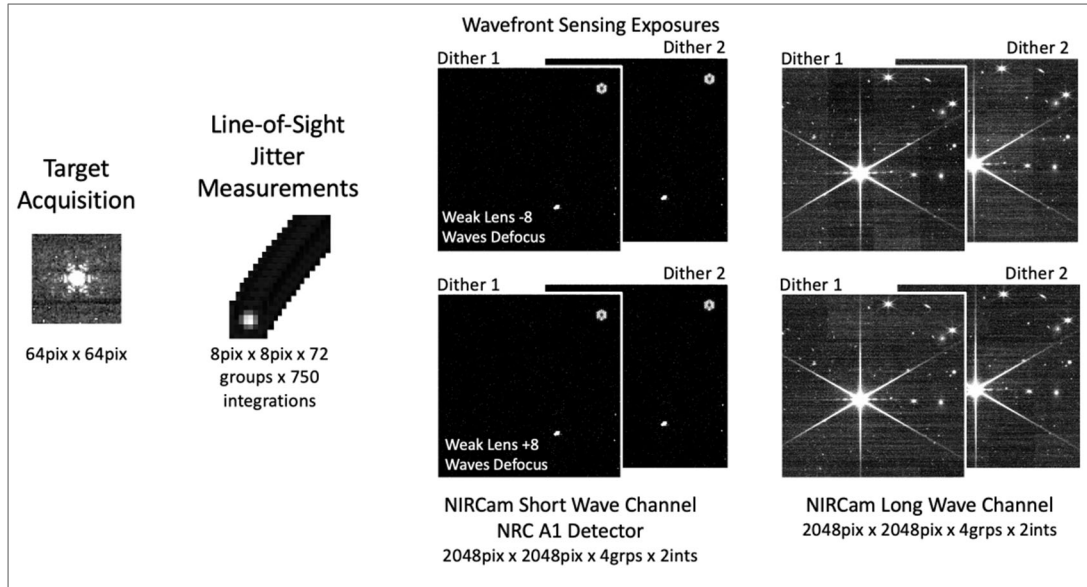 Target
Acquisition
64pix x 64pix
Line-of-Sight
Jitter
Measurements
8pix x 8pix x 72
groups x 750
integrations
Wavefront Sensing Exposures
Dither 1
Dither 2
Weak Lens -8
Waves Defocus
Dither 1
Dither 2
Weak Lens +8
Waves Defocus
NIRCam Short Wave Channel
NRC A1 Detector
2048pix x 2048pix x 4grps x 2ints
Dither 1
Dither 2
Dither 1
Dither 2
NIRCam Long Wave Channel
2048pix x 2048pix x 4grps x 2ints